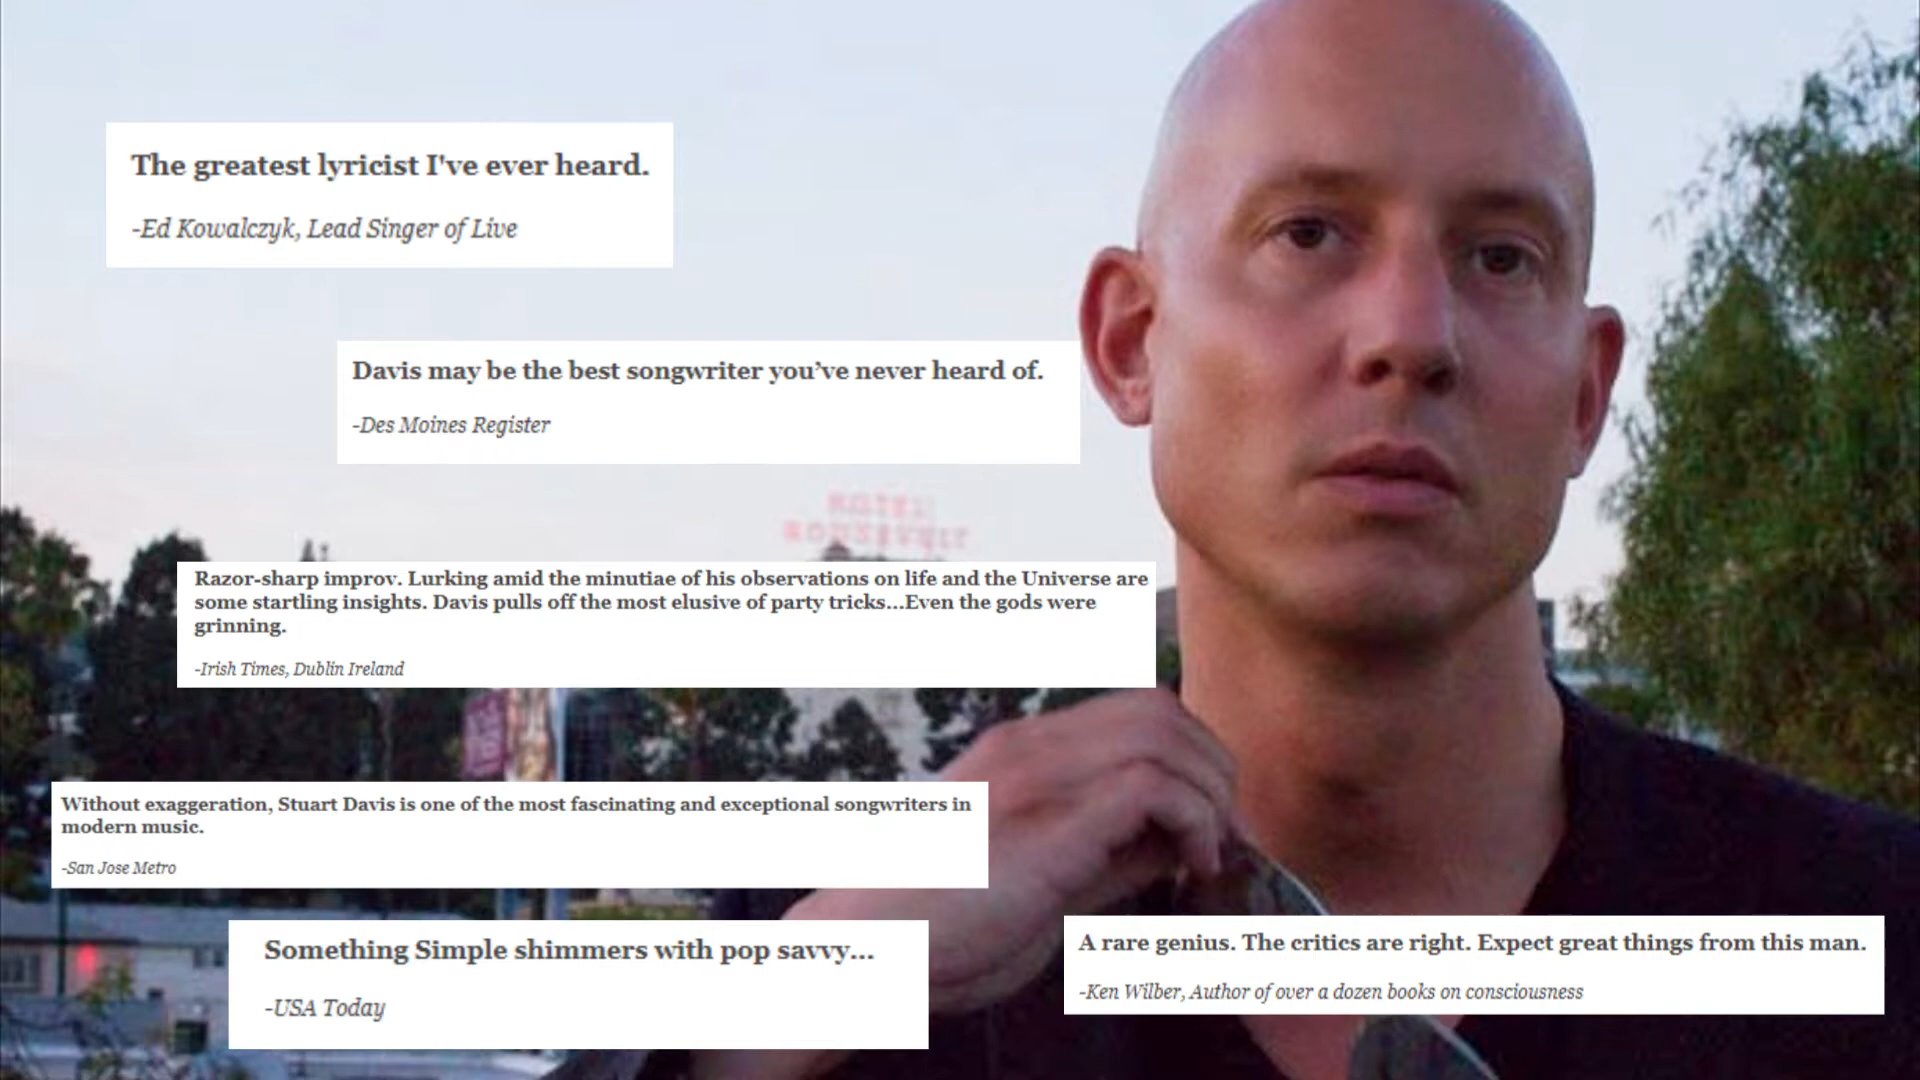 The greatest lyricist I've ever heard.
-Ed Kowalczyk, Lead Singer of Live
Davis may be the best songwriter you’ve never heard of.
-Des Moines Register
HOTEL
ROOSEVELT
Razor-sharp improv. Lurking amid the minutiae of his observations on life and the Universe are
some startling insights. Davis pulls off the most elusive of party tricks...Even the gods were
grinning.
-Irish Times, Dublin Ireland
Without exaggeration, Stuart Davis is one of the most fascinating and exceptional songwriters in
modern music.
-San Jose Metro
Something Simple shimmers with pop savvy...
-USA Today
A rare genius. The critics are right. Expect great things from this man.
-Ken Wilber, Author of over a dozen books on consciousness